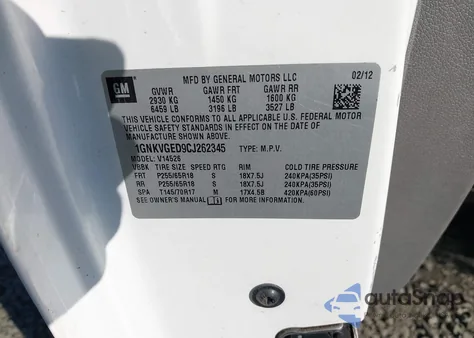 GM
MFD BY GENERAL MOTORS LLC 02/12
GVWR GAWR FRT GAWR RR
2930 KG 1450 KG 1600 KG
6459 LB 3196 LB 3527 LB
THIS VEHICLE CONFORMS TO ALL APPLICABLE U.S. FEDERAL MOTOR
VEHICLE SAFETY STANDARDS IN EFFECT ON THE DATE OF
MANUFACTURE SHOWN ABOVE.
1GNKVGED9CJ262345 TYPE: M.P.V.
MODEL: V14526
VBBK TIRE SIZE SPEED RTG RIM COLD TIRE PRESSURE
FRT P255/65R18 S 18X7.5J 240KPA(35PSI)
RR P255/65R18 S 18X7.5J 240KPA(35PSI)
SPA T145/70R17 M 17X4.5B 420KPA(60PSI)
SEE OWNER'S MANUAL FOR MORE INFORMATION.
autoSnap